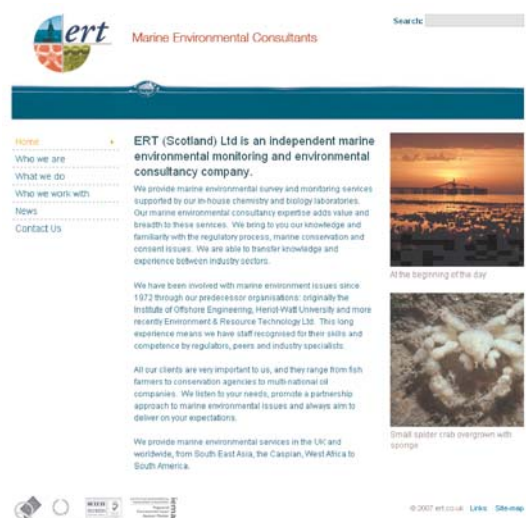 ert
Marine Environmental Consultants
Search:
Home
Who we are
What we do
Who we work with
News
Contact Us
ERT (Scotland) Ltd is an independent marine
environmental monitoring and environmental
consultancy company.
We provide marine environmental survey and monitoring services
supported by our in-house chemistry and biology laboratories.
Our marine environmental consultancy expertise adds value and
breadth to these services. We bring to you our knowledge and
familiarity with the regulatory process, marine conservation and
consent issues. We are able to transfer knowledge and
experience between industry sectors.
We have been involved with marine environment issues since
1972 through our predecessor organisations: originally the
Institute of Offshore Engineering, Heriot-Watt University and more
recently Environment & Resource Technology Ltd. This long
experience means we have staff recognised for their skills and
competence by regulators, peers and industry specialists.
All our clients are very important to us, and they range from fish
farmers to conservation agencies to multi-national oil
companies. We listen to your needs, promote a partnership
approach to marine environmental issues and always aim to
deliver on your expectations.
We provide marine environmental services in the UK and
worldwide, from South East Asia, the Caspian, West Africa to
South America.
At the beginning of the day
Small spider crab overgrown with
sponge
iema
© 2007 ert.co.uk Links Site-map